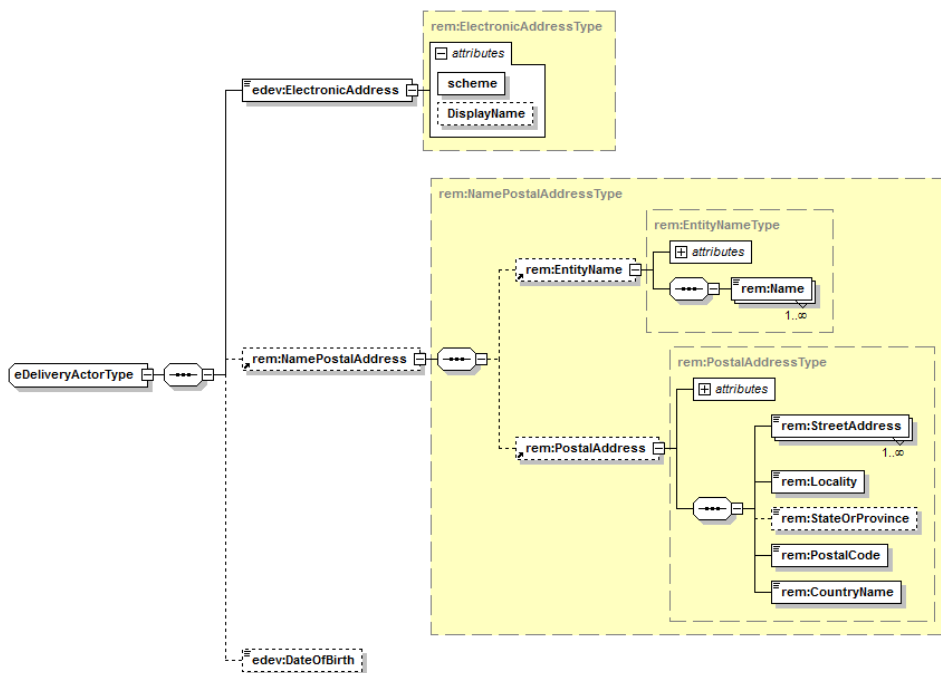 rem:ElectronicAddressType
attributes
edev:ElectronicAddress
scheme
DisplayName
rem:NamePostalAddressType
rem:EntityNameType
attributes
rem:EntityName
rem:Name
1..∞
eDeliveryActorType
rem:NamePostalAddress
rem:PostalAddressType
attributes
rem:StreetAddress
1..∞
rem:PostalAddress
rem:Locality
rem:StateOrProvince
rem:PostalCode
rem:CountryName
edev:DateOfBirth